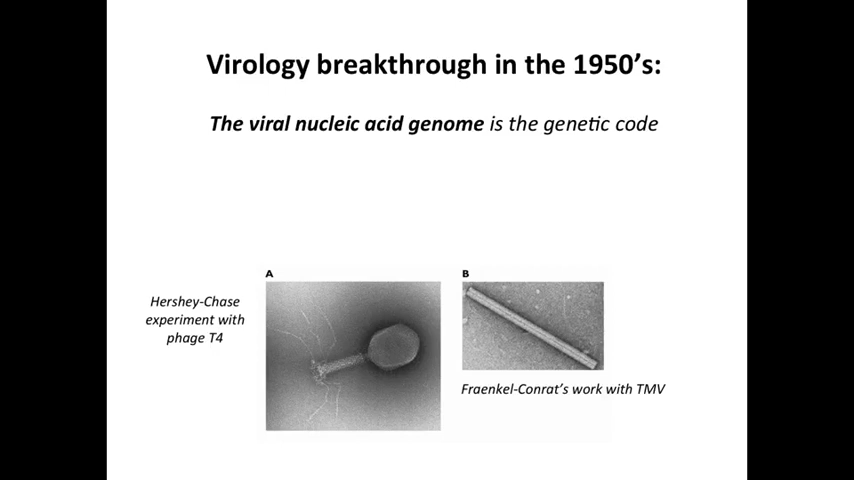 Virology breakthrough in the 1950's:
The viral nucleic acid genome is the genetic code
A
B
Hershey-Chase
experiment with
phage T4
Fraenkel-Conrat's work with TMV